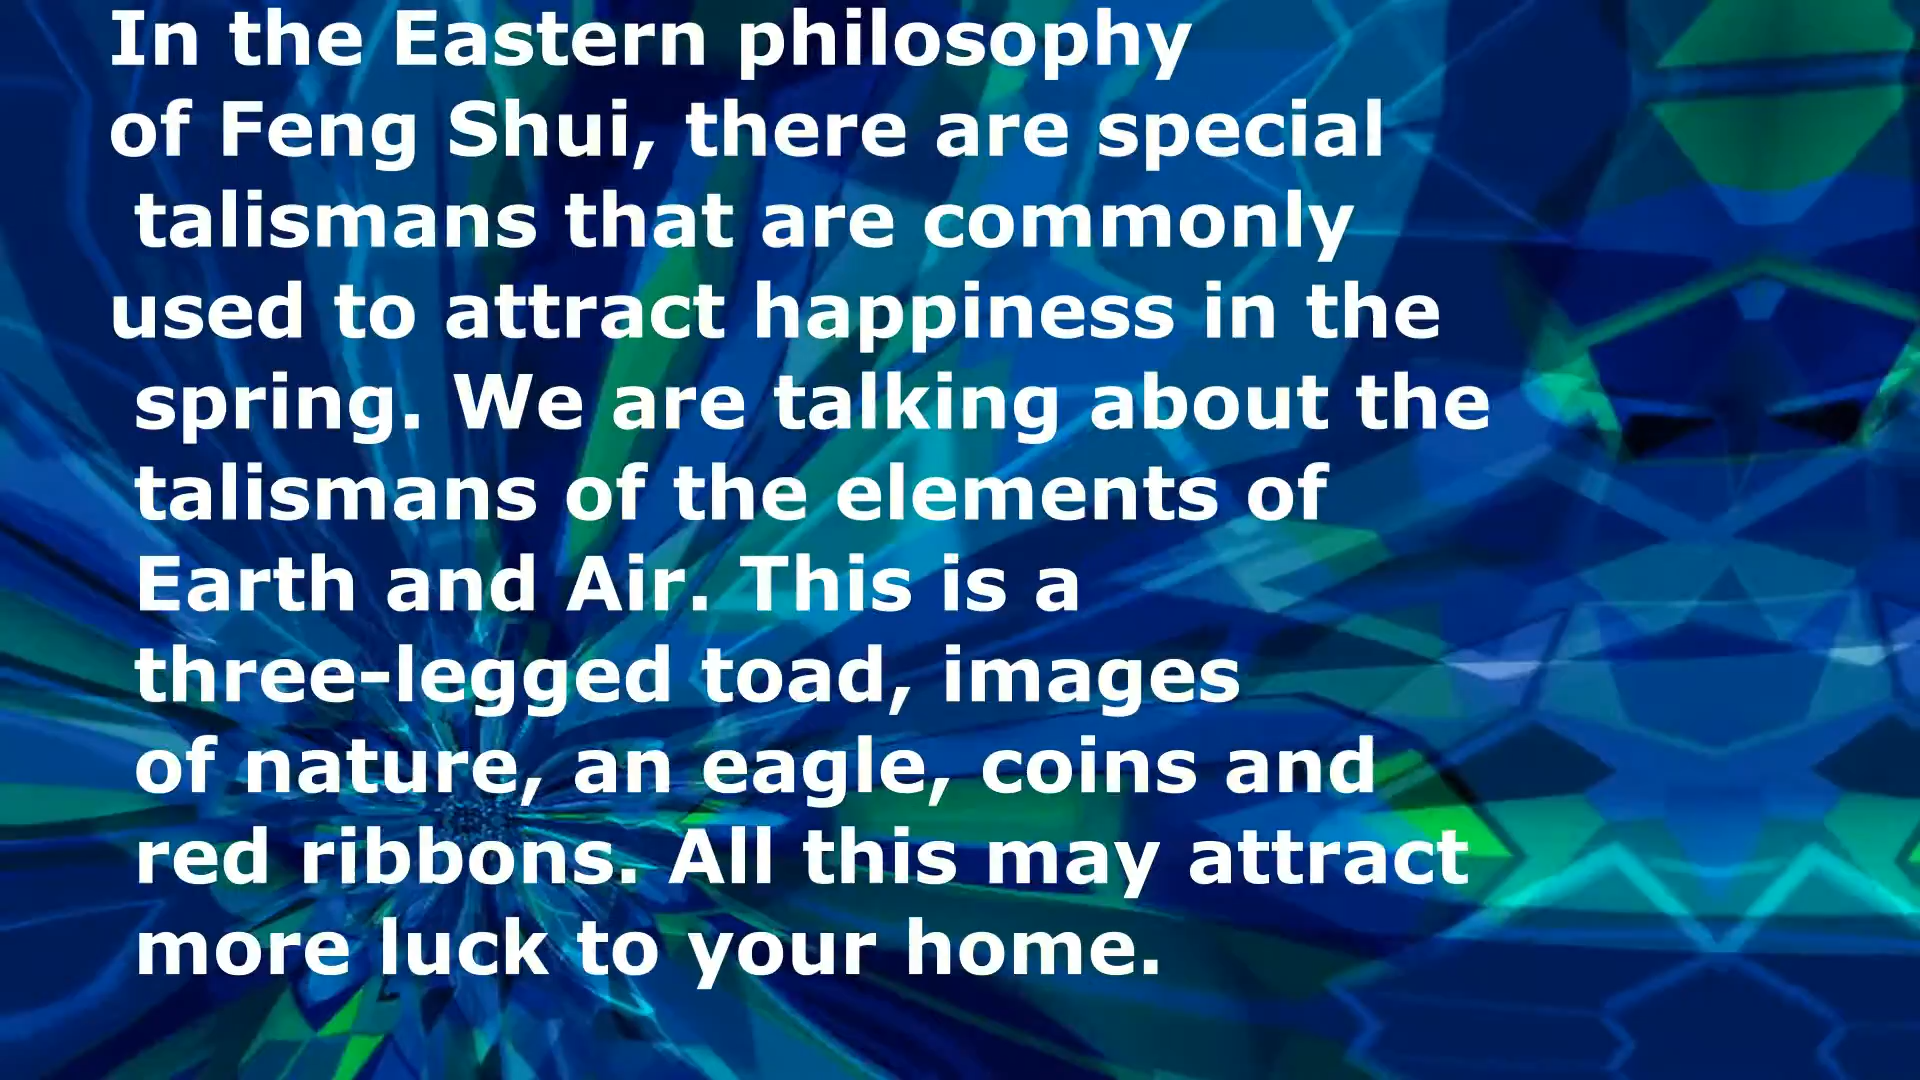 In the Eastern philosophy
of Feng Shui, there are special
talismans that are commonly
used to attract happiness in the
spring. We are talking about the
talismans of the elements of
Earth and Air. This is a
three-legged toad, images
of nature, an eagle, coins and
red ribbons. All this may attract
more luck to your home.